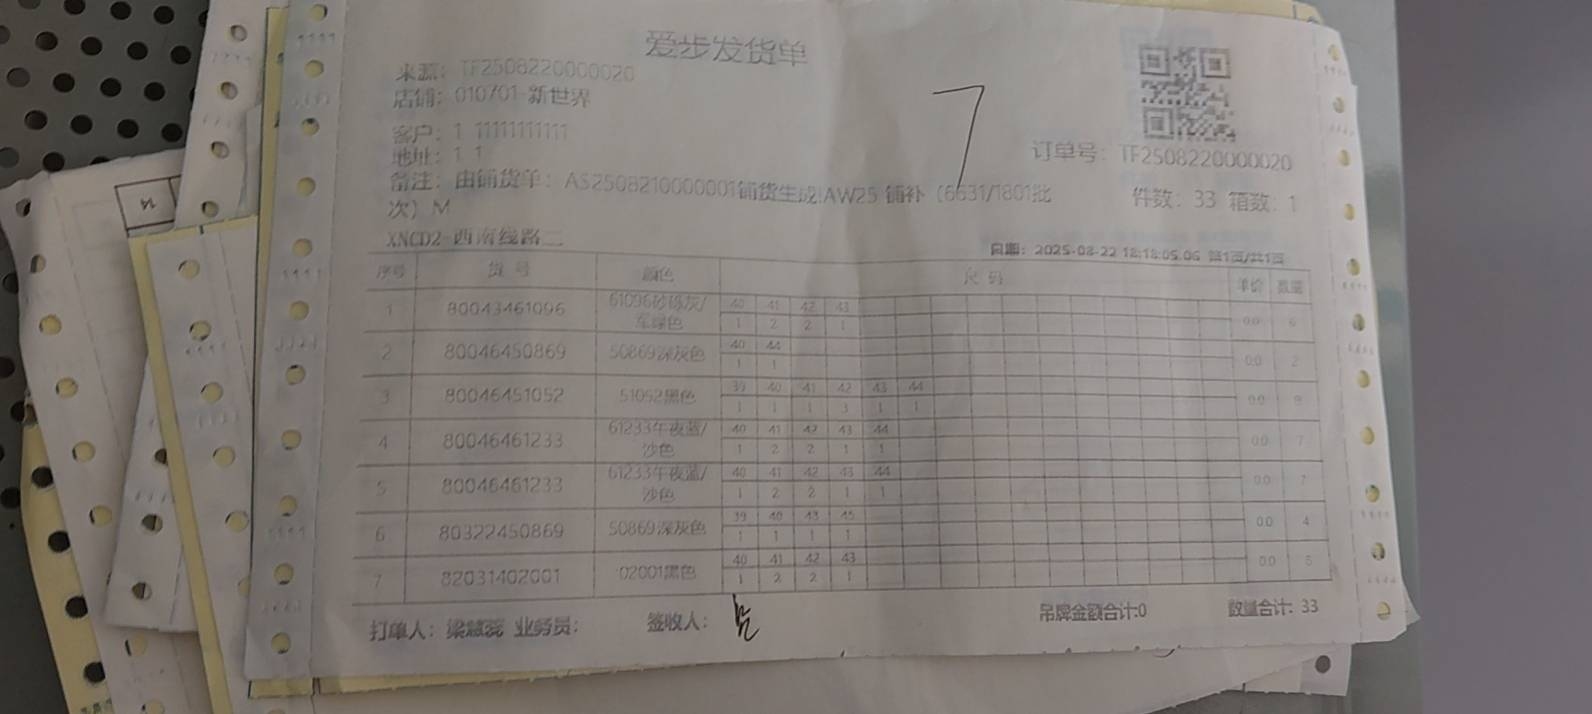 爱步发货单
来源: TF2508220000020
店铺: 010701-新世界
7
客户: 1 11111111111
地址: 1 1
订单号: TF2508220000020
备注: 由铺货单: AS2508210000001铺货生成!AW25 铺补 (6631/1801批
次) M
件数: 33 箱数: 1
XNCD2-西南线路二
日期: 2025-08-22 18:18:05.06 第1页/共1页
序号 货号 颜色 尺码 单价 数量
40 41 42 43
1 80043461096 61096砂砾灰/军绿色 0.0 6
1 2 2 1
40 44
2 80046450869 50869深灰色 0.0 2
1 1
39 40 41 42 43 44
3 80046451052 51052黑色 0.0 8
1 1 1 3 1 1
40 41 42 43 44
4 80046461233 61233午夜蓝/沙色 0.0 7
1 2 2 1 1
40 41 42 43 44
5 80046461233 61233午夜蓝/沙色 0.0 7
1 2 2 1 1
39 40 43 45
6 80322450869 50869深灰色 0.0 4
1 1 1 1
40 41 42 43
7 82031402001 02001黑色 0.0
1 2 2 1
打单人: 梁慧蕊 业务员: 签收人: 吊牌金额合计:0 数量合计: 33